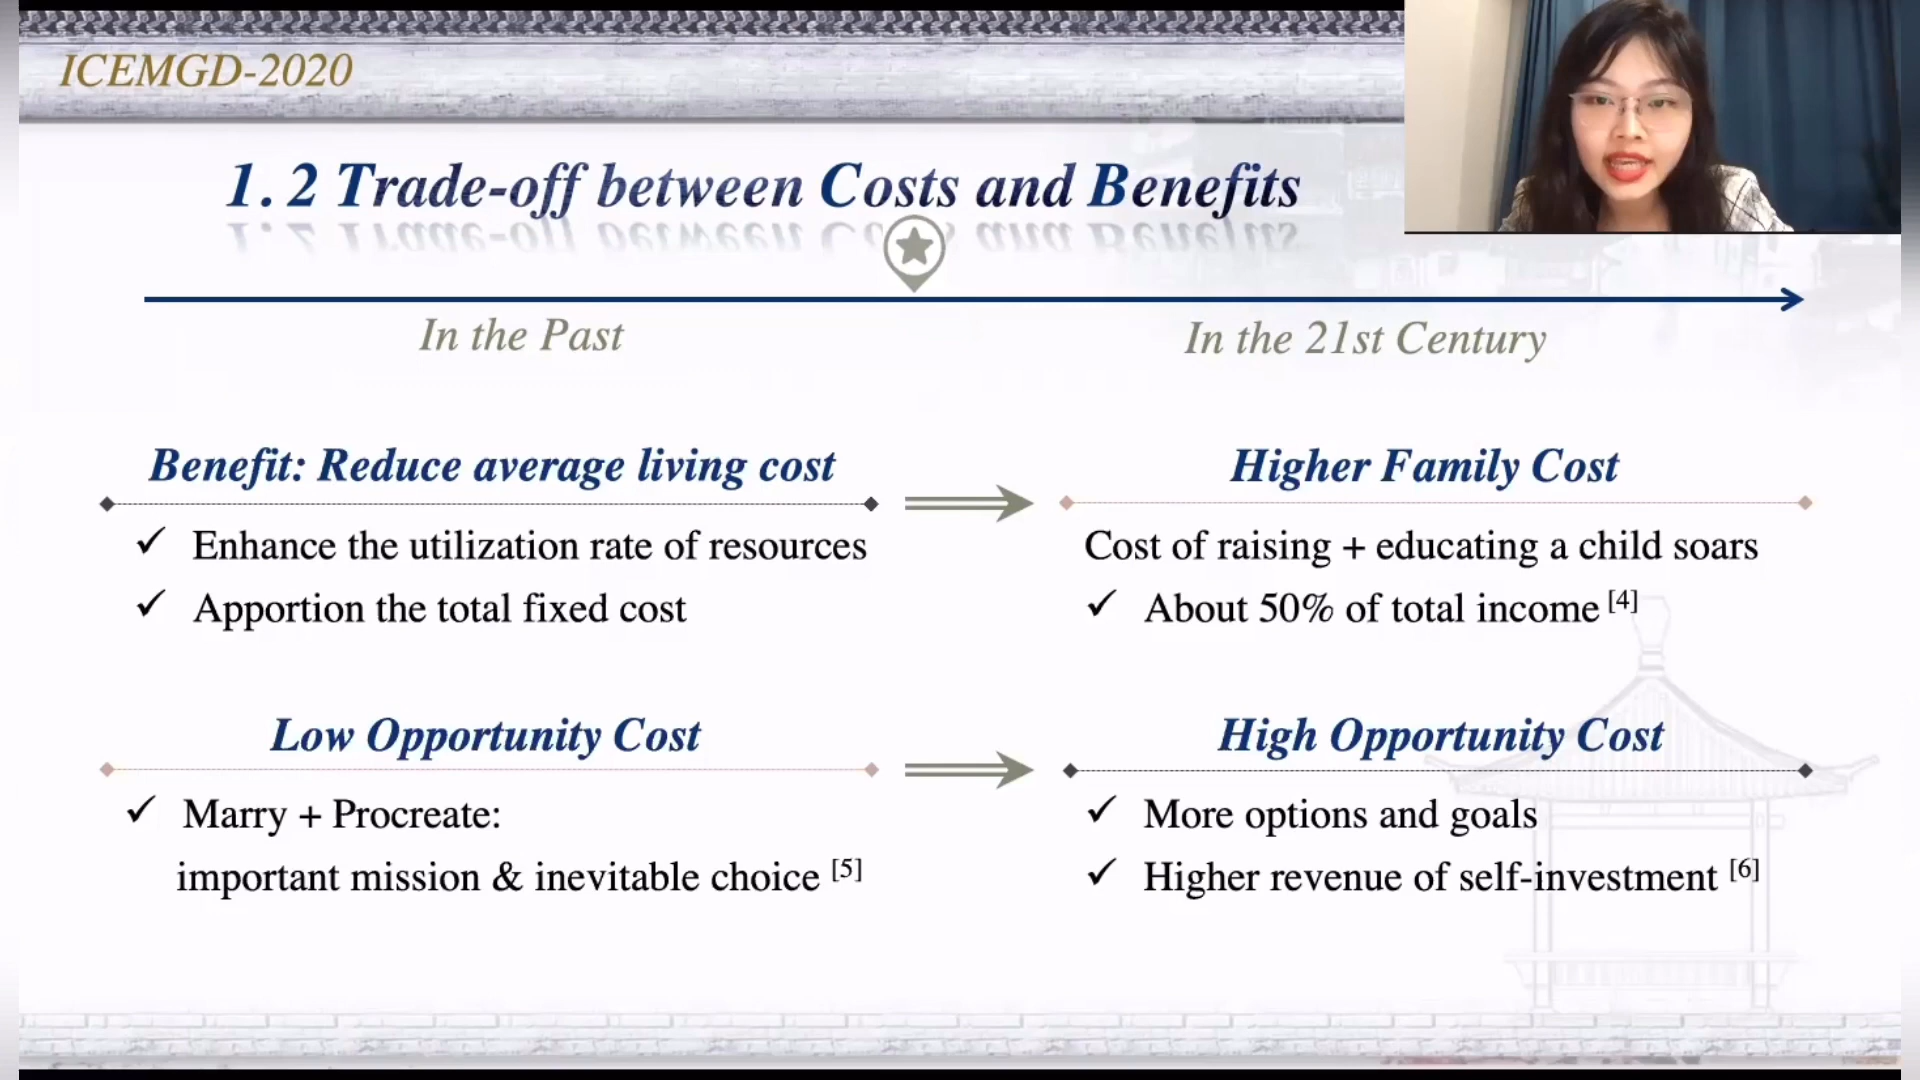 ICEMGD-2020
1. 2 Trade-off between Costs and Benefits
In the Past
In the 21st Century
Benefit: Reduce average living cost
✓ Enhance the utilization rate of resources
✓ Apportion the total fixed cost
Higher Family Cost
Cost of raising + educating a child soars
✓ About 50% of total income [4]
Low Opportunity Cost
✓ Marry + Procreate:
important mission & inevitable choice [5]
High Opportunity Cost
✓ More options and goals
✓ Higher revenue of self-investment [6]